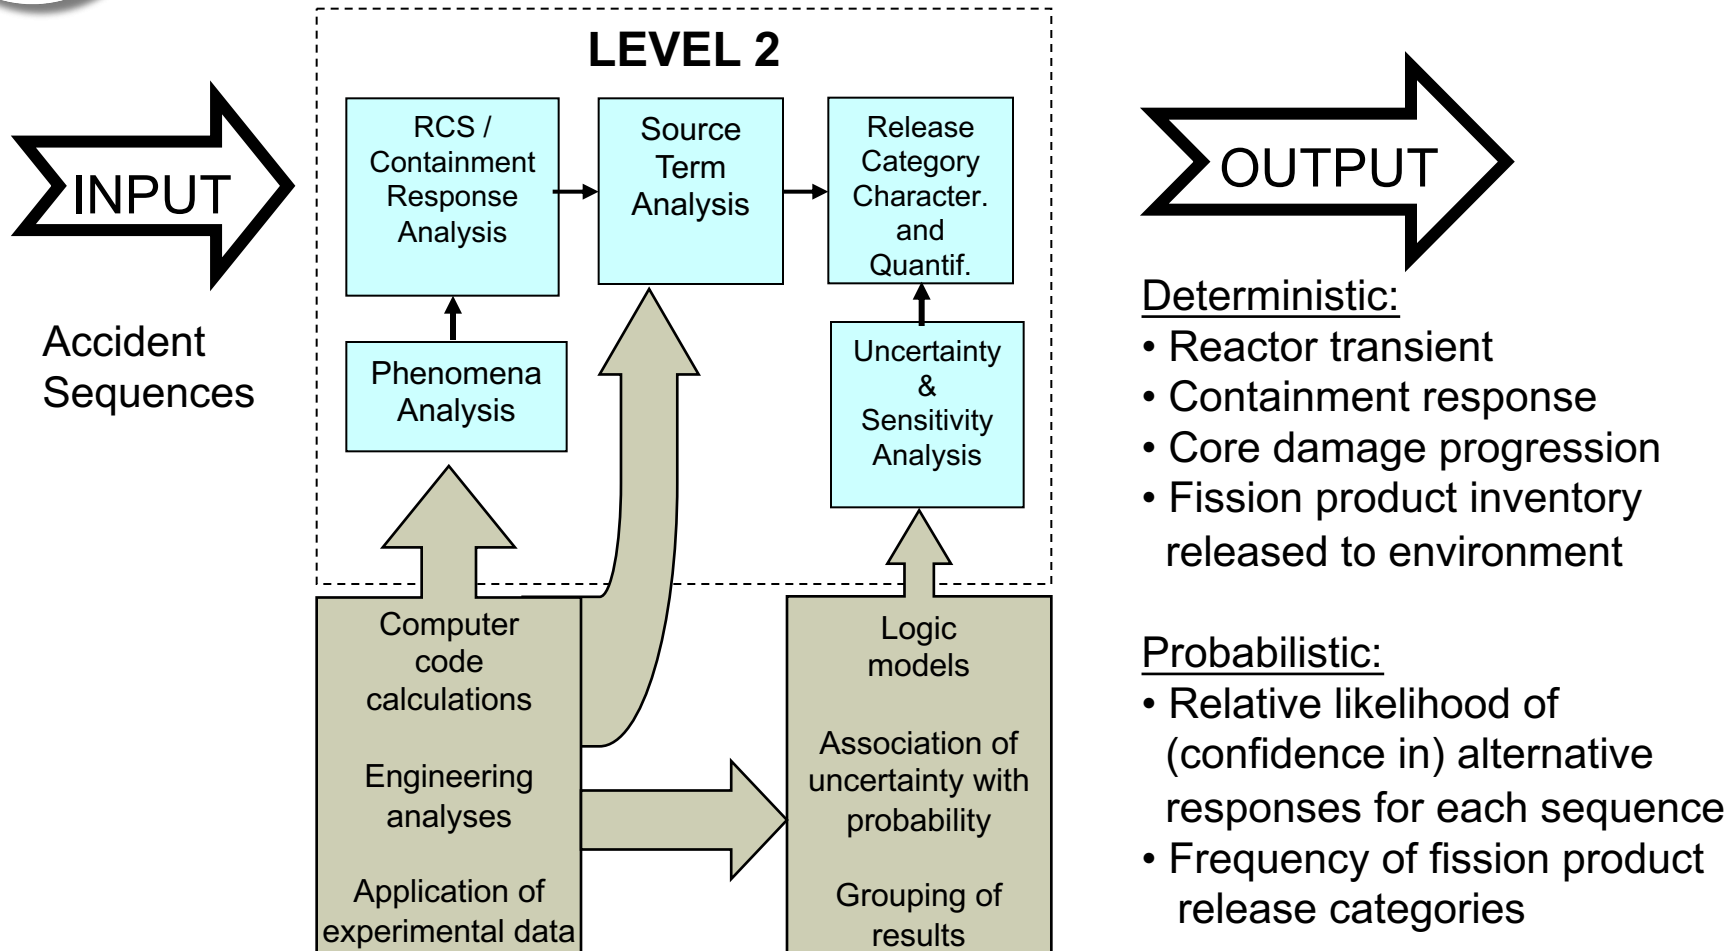 LEVEL 2
INPUT
Accident
Sequences
RCS /
Containment
Response
Analysis
Source
Term
Analysis
Release
Category
Character.
and
Quantif.
Phenomena
Analysis
Uncertainty
&
Sensitivity
Analysis
Computer
code
calculations
Engineering
analyses
Application of
experimental data
Logic
models
Association of
uncertainty with
probability
Grouping of
results
OUTPUT
Deterministic:
• Reactor transient
• Containment response
• Core damage progression
• Fission product inventory
released to environment
Probabilistic:
• Relative likelihood of
(confidence in) alternative
responses for each sequence
• Frequency of fission product
release categories